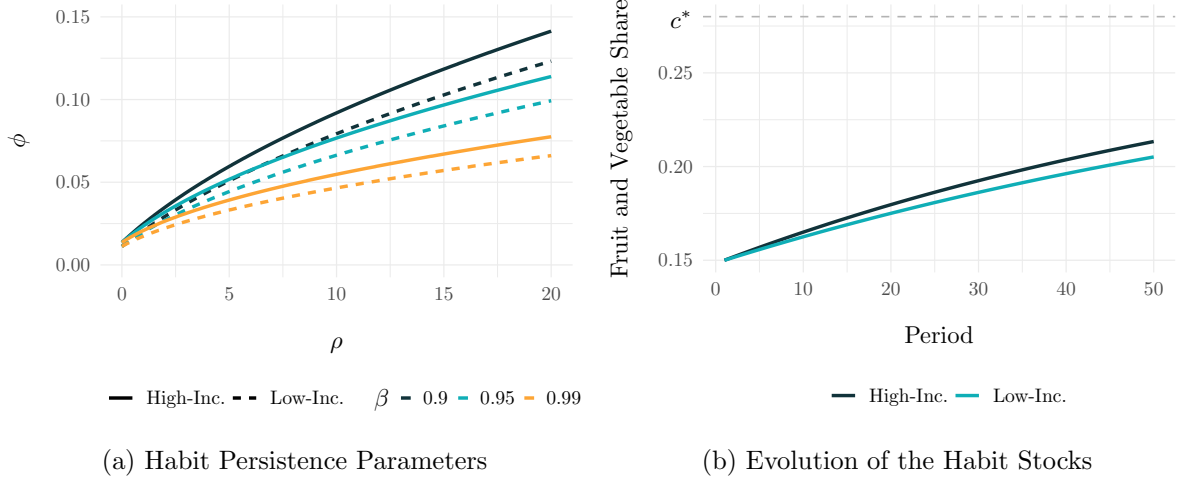 0.15
0.10
0.05
0.00
ϕ
0
5
10
15
20
ρ
High-Inc. Low-Inc. β 0.9 0.95 0.99
(a) Habit Persistence Parameters
Fruit and Vegetable Share
c*
0.25
0.20
0.15
0
10
20
30
40
50
Period
High-Inc. Low-Inc.
(b) Evolution of the Habit Stocks